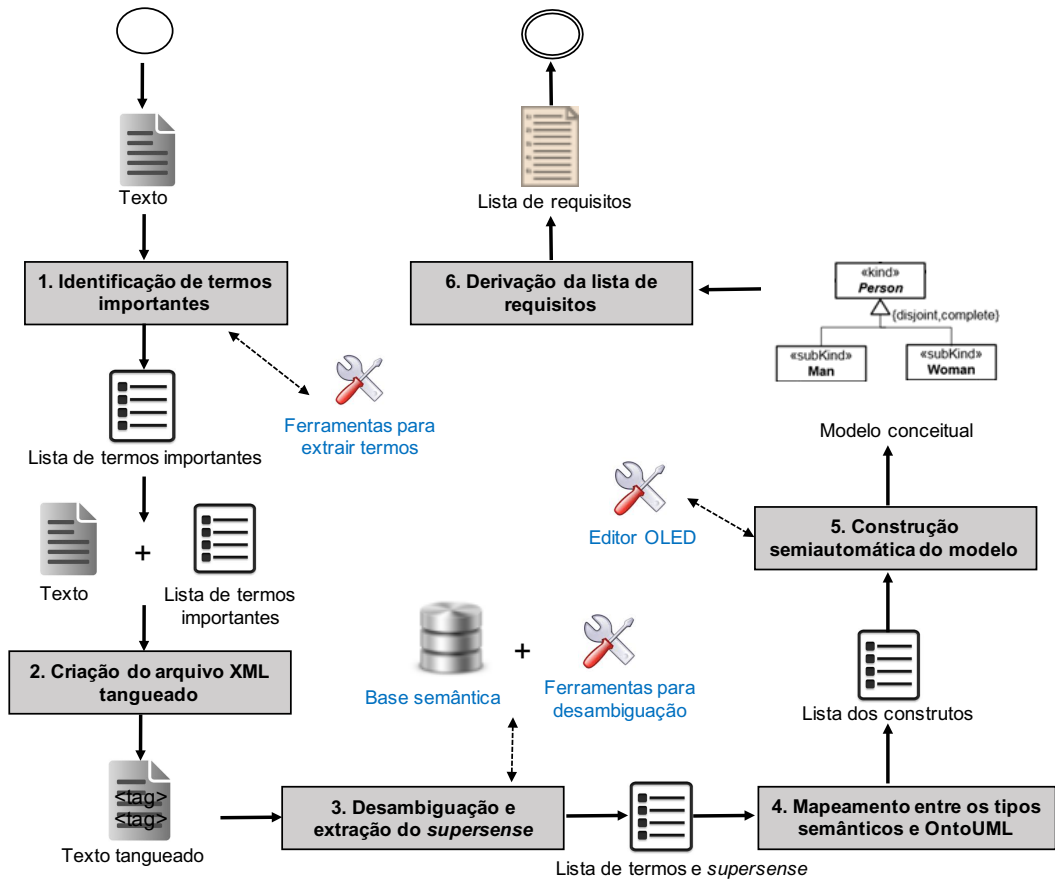 Texto
1. Identificação de termos
importantes
Ferramentas para
extrair termos
Lista de termos importantes
Texto
+
Lista de termos
importantes
2. Criação do arquivo XML
tangueado
<tag>
<tag>
Texto tangueado
Base semântica
+
Ferramentas para
desambiguação
3. Desambiguação e
extração do supersense
Lista de termos e supersense
4. Mapeamento entre os tipos
semânticos e OntoUML
Lista dos construtos
5. Construção
semiautomática do modelo
Editor OLED
Modelo conceitual
«kind»
Person
{disjoint,complete}
«subKind»
Man
«subKind»
Woman
6. Derivação da lista de
requisitos
Lista de requisitos